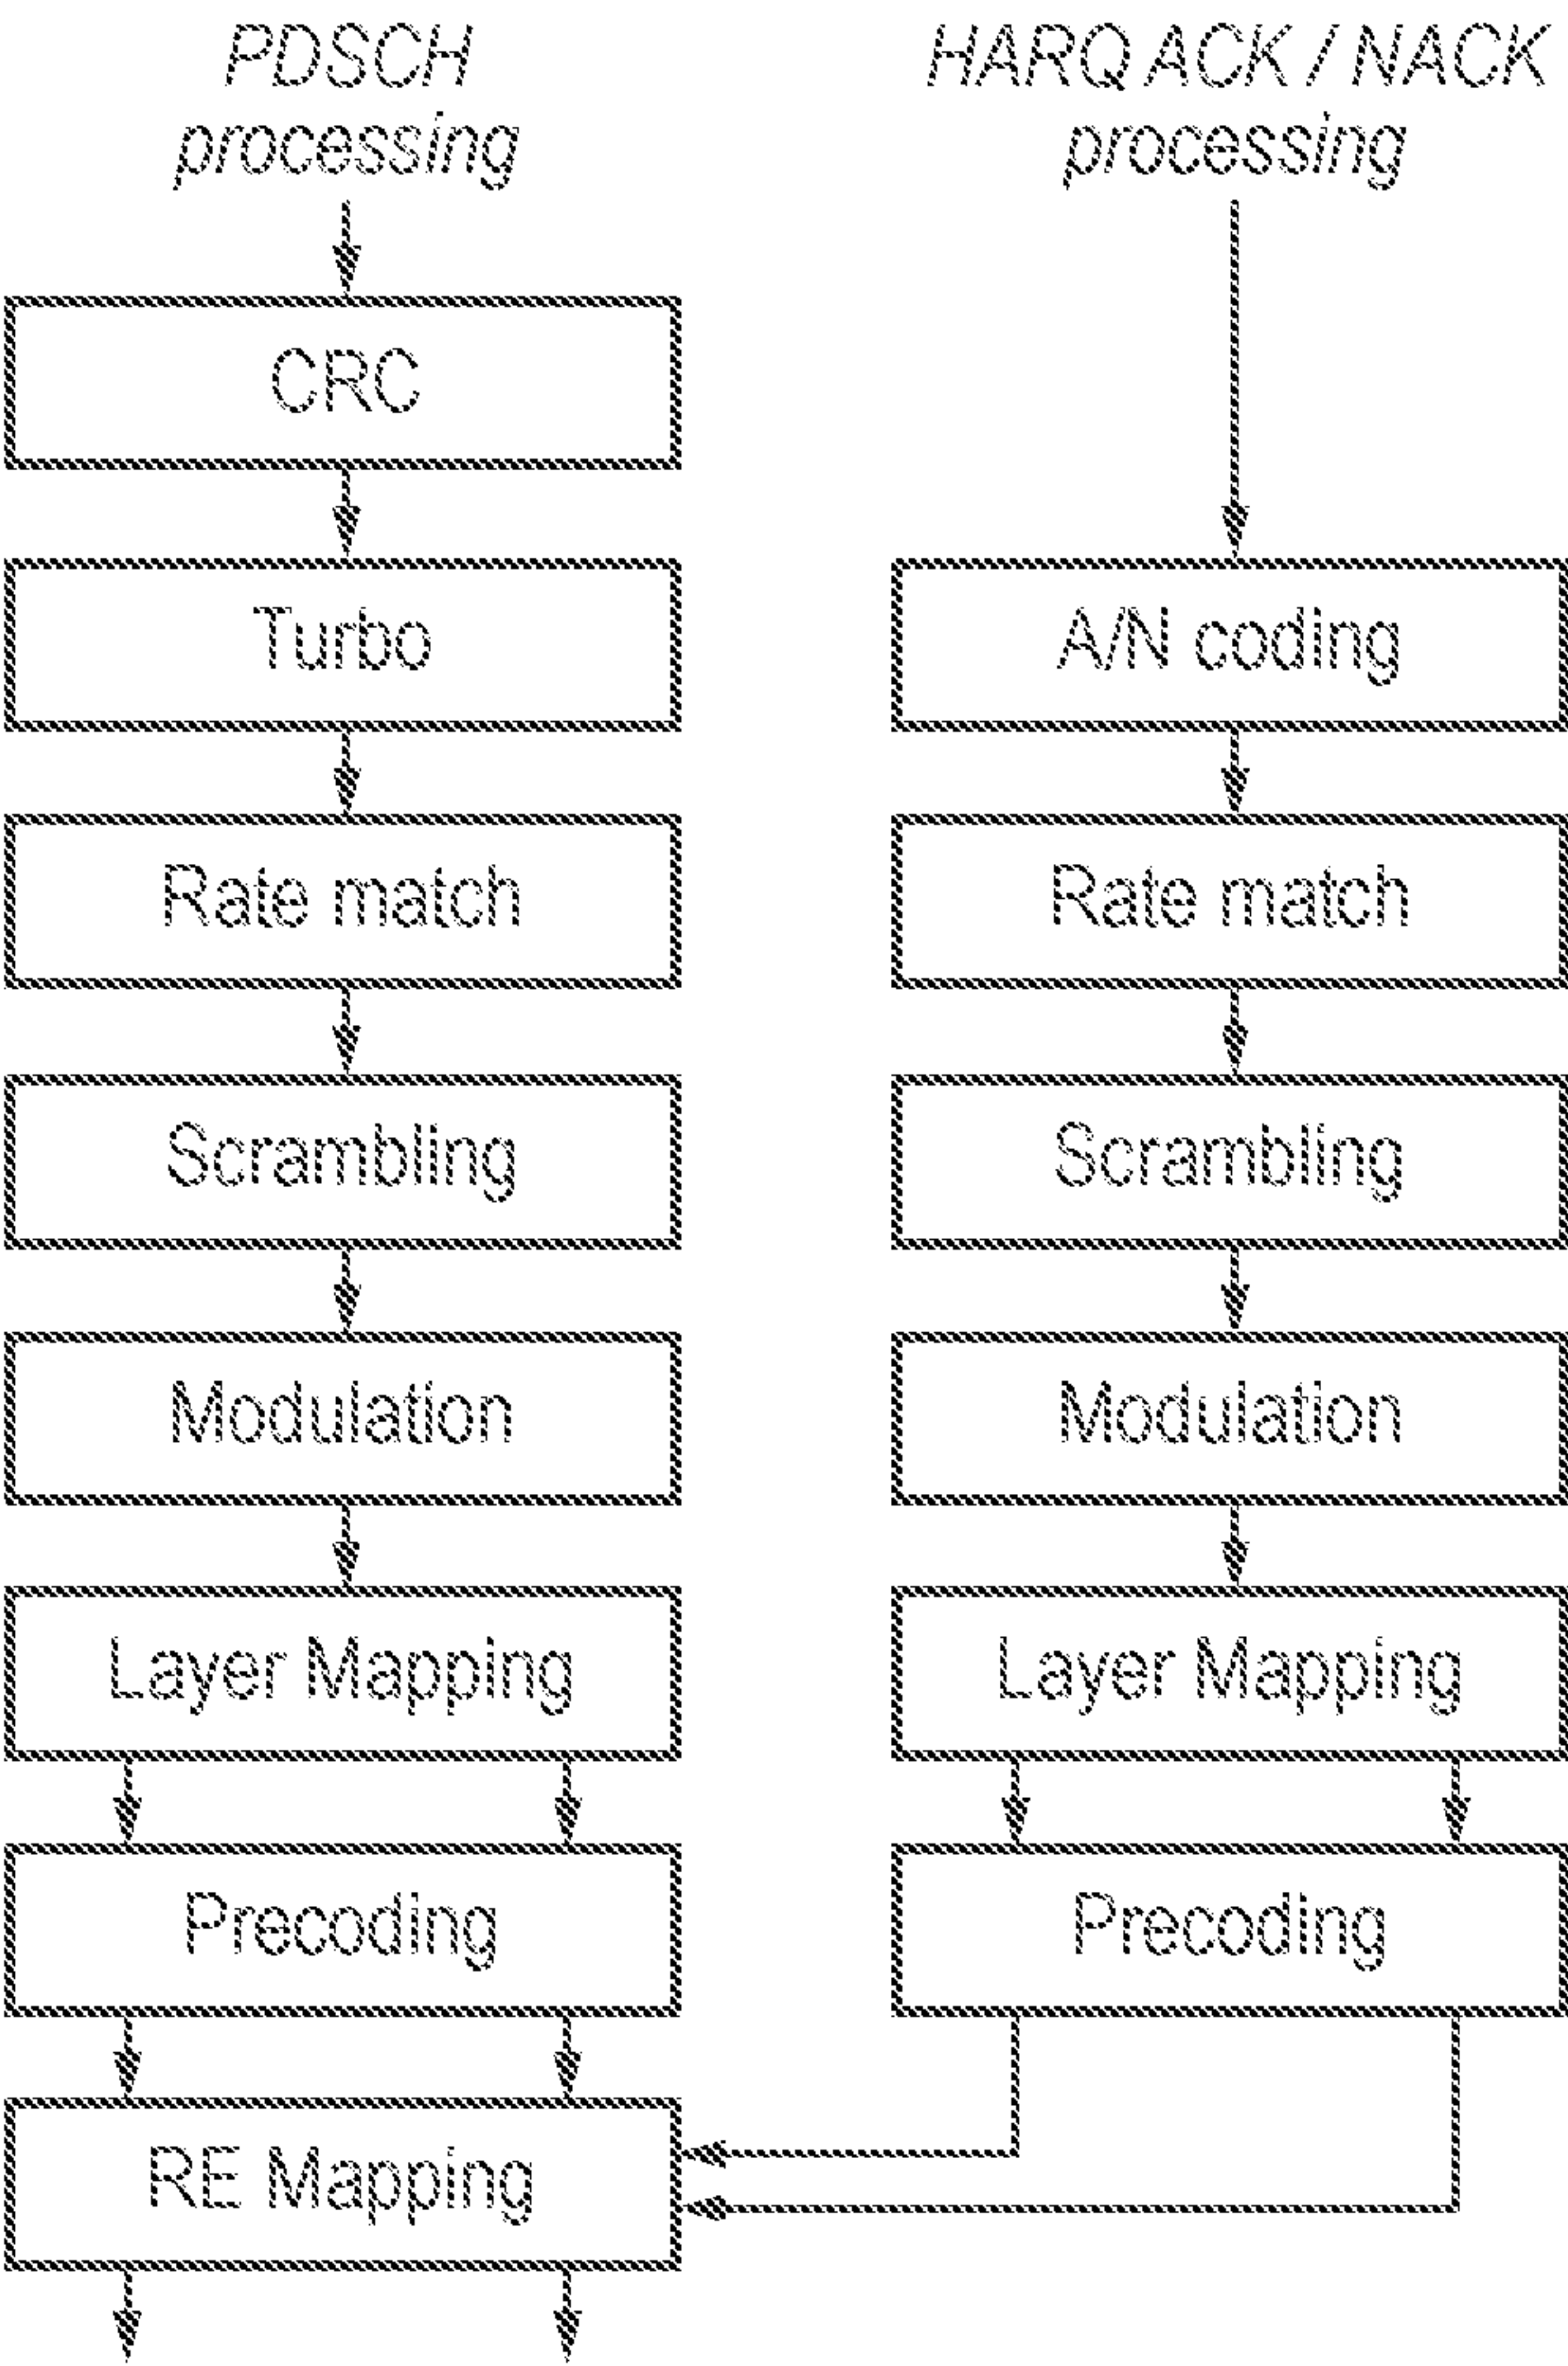 PDSCH
processing
CRC
Turbo
Rate match
Scrambling
Modulation
Layer Mapping
Precoding
RE Mapping
HARQ ACK / NACK
processing
A/N coding
Rate match
Scrambling
Modulation
Layer Mapping
Precoding